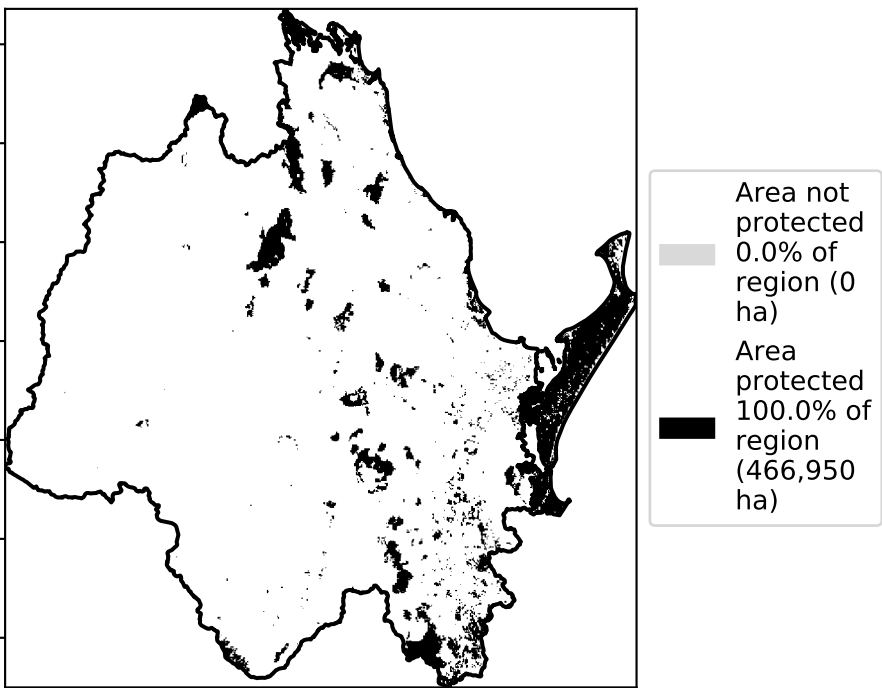 Area not
protected
0.0% of
region (0
ha)
Area
protected
100.0% of
region
(466,950
ha)